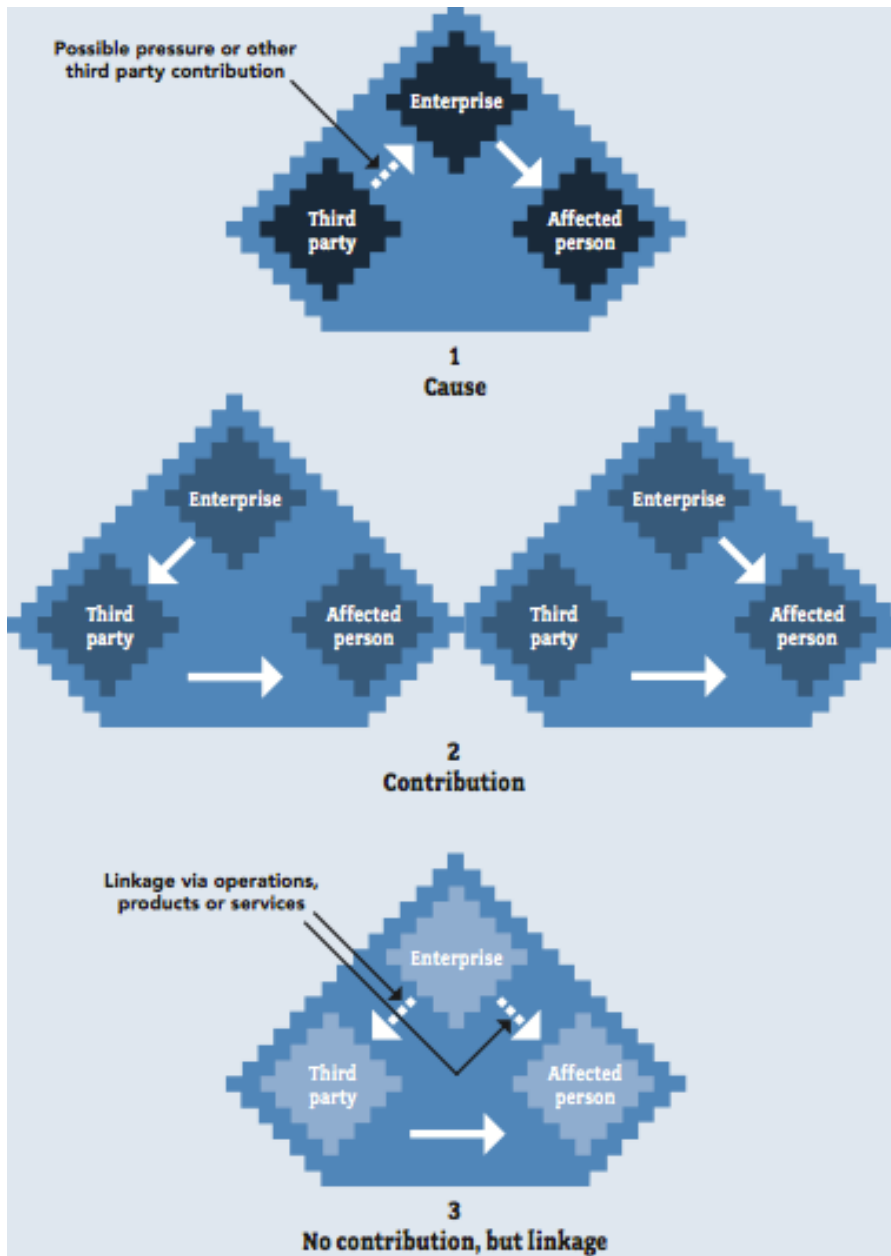 Possible pressure or other
third party contribution
Enterprise
Third
party
Affected
person
1
Cause
Enterprise
Third
party
Affected
person
Enterprise
Third
party
Affected
person
2
Contribution
Linkage via operations,
products or services
Enterprise
Third
party
Affected
person
3
No contribution, but linkage